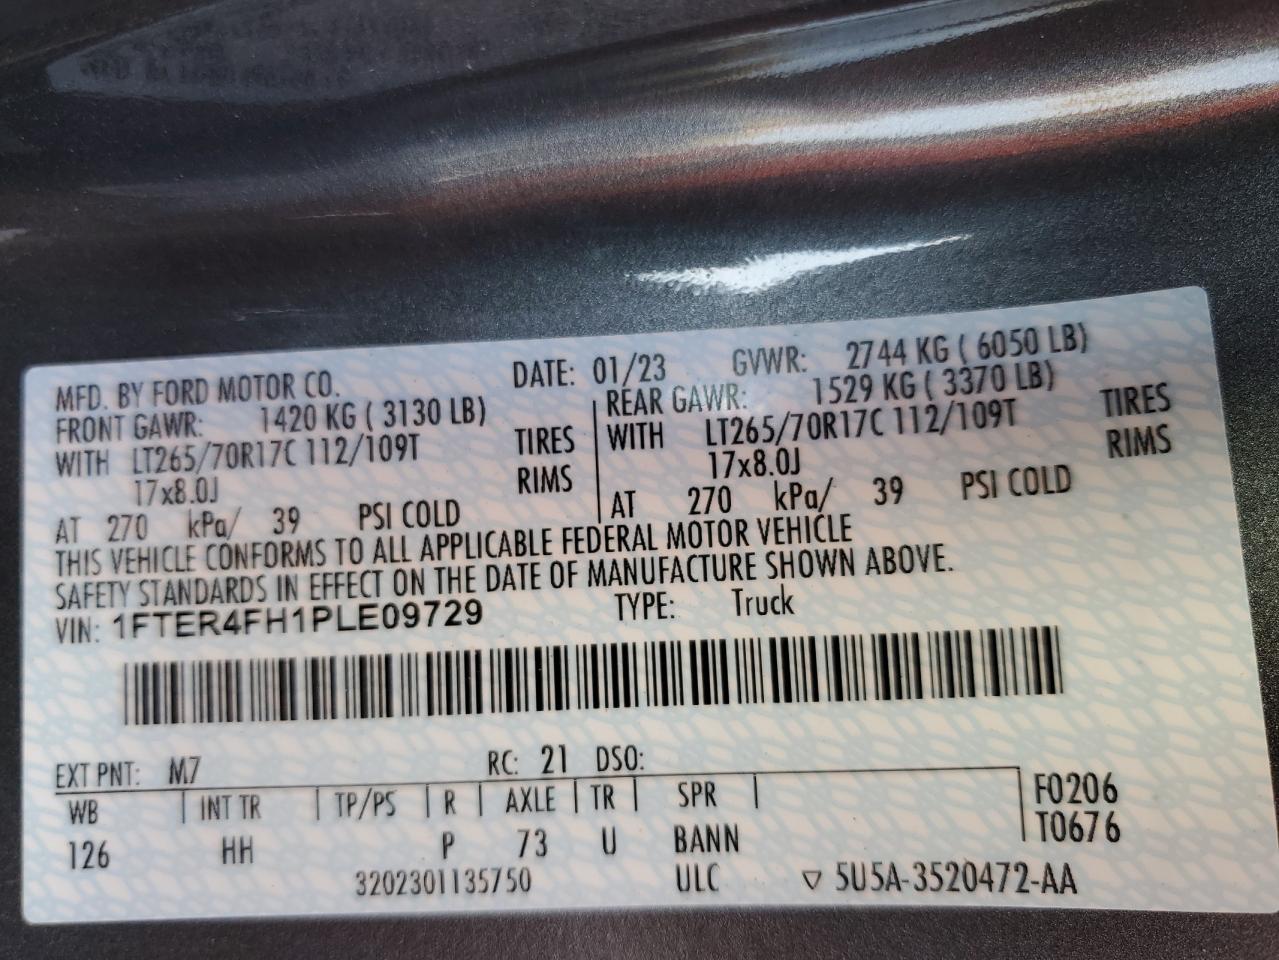 MFD. BY FORD MOTOR CO. DATE: 01/23 GVWR: 2744 KG ( 6050 LB)
FRONT GAWR: 1420 KG ( 3130 LB) REAR GAWR: 1529 KG ( 3370 LB)
WITH LT265/70R17C 112/109T TIRES WITH LT265/70R17C 112/109T TIRES
17x8.0J RIMS 17x8.0J RIMS
AT 270 kPa/ 39 PSI COLD AT 270 kPa/ 39 PSI COLD
THIS VEHICLE CONFORMS TO ALL APPLICABLE FEDERAL MOTOR VEHICLE
SAFETY STANDARDS IN EFFECT ON THE DATE OF MANUFACTURE SHOWN ABOVE.
VIN: 1FTER4FH1PLE09729 TYPE: Truck
EXT PNT: M7 RC: 21 DSO:
WB INT TR TP/PS R AXLE TR SPR F0206
126 HH P 73 U BANN T0676
3202301135750 ULC ▽ 5U5A-3520472-AA